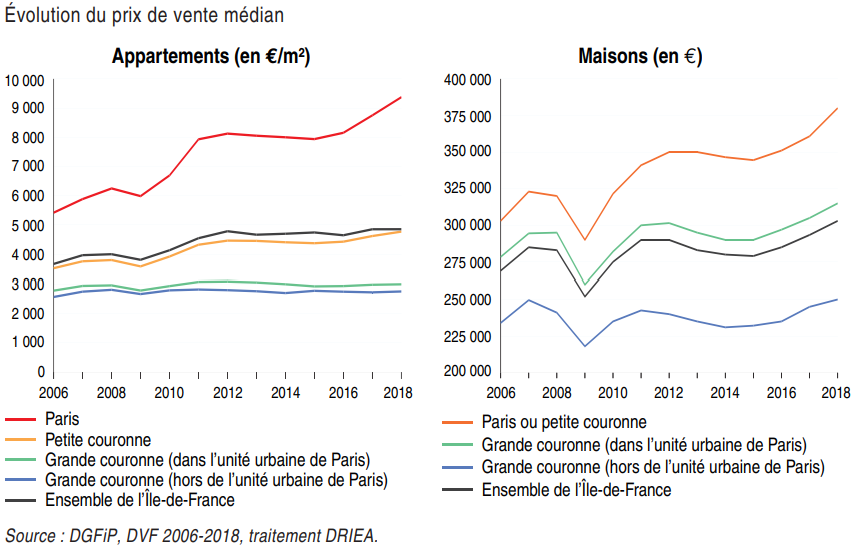 Évolution du prix de vente médian
Appartements (en €/m²)
10 000
9 000
8 000
7 000
6 000
5 000
4 000
3 000
2 000
1 000
0
2006 2008 2010 2012 2014 2016 2018
Paris
Petite couronne
Grande couronne (dans l’unité urbaine de Paris)
Grande couronne (hors de l’unité urbaine de Paris)
Ensemble de l’Île-de-France
Maisons (en €)
400 000
375 000
350 000
325 000
300 000
275 000
250 000
225 000
200 000
2006 2008 2010 2012 2014 2016 2018
Paris ou petite couronne
Grande couronne (dans l’unité urbaine de Paris)
Grande couronne (hors de l’unité urbaine de Paris)
Ensemble de l’Île-de-France
Source : DGFiP, DVF 2006-2018, traitement DRIEA.